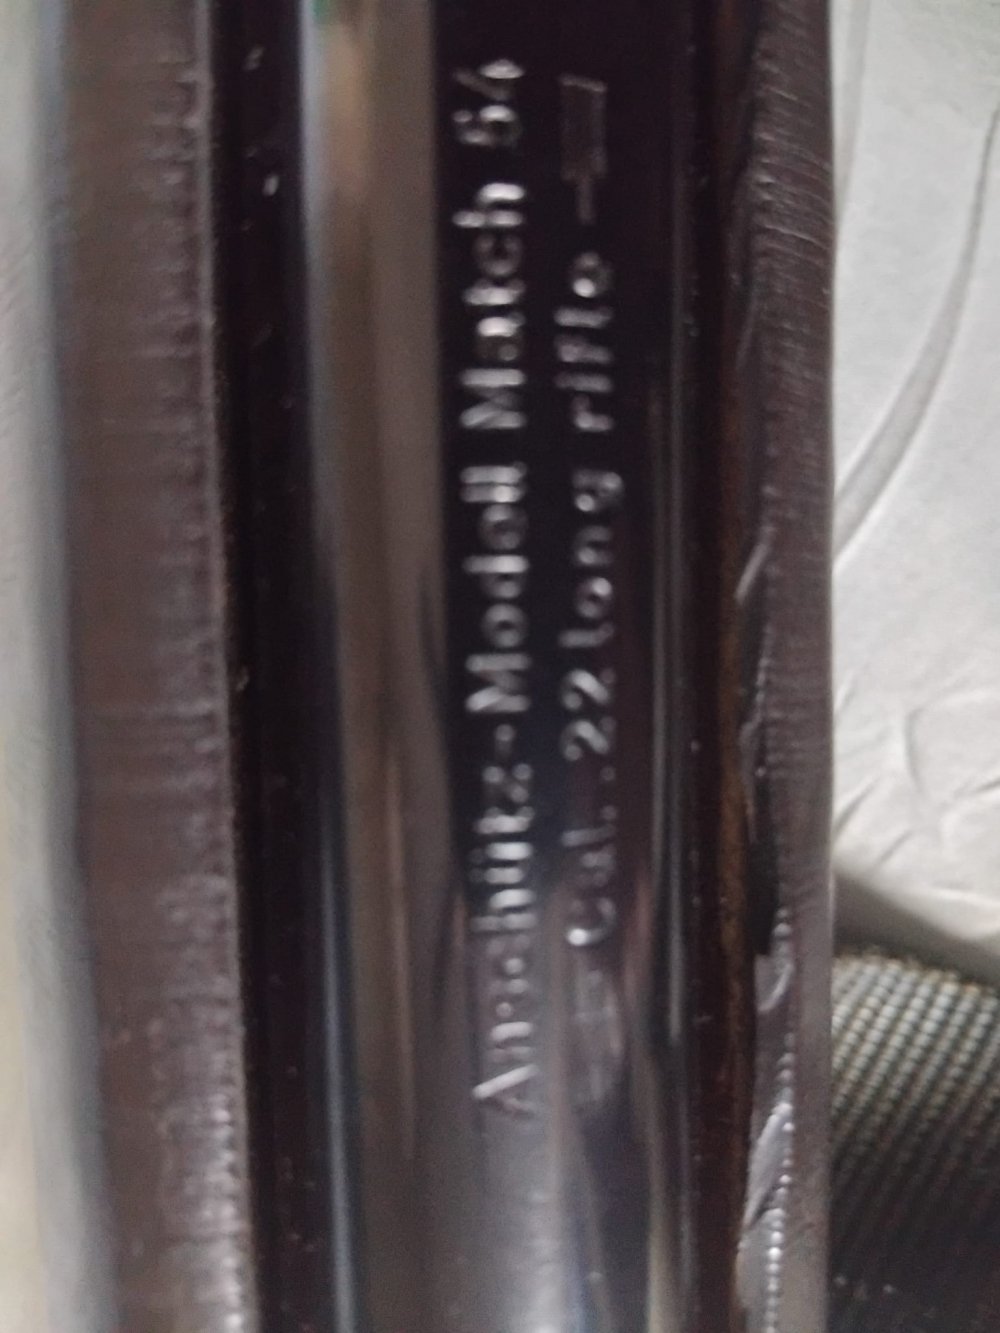 Anschütz-Modell Match 54
Cal. .22 long rifle